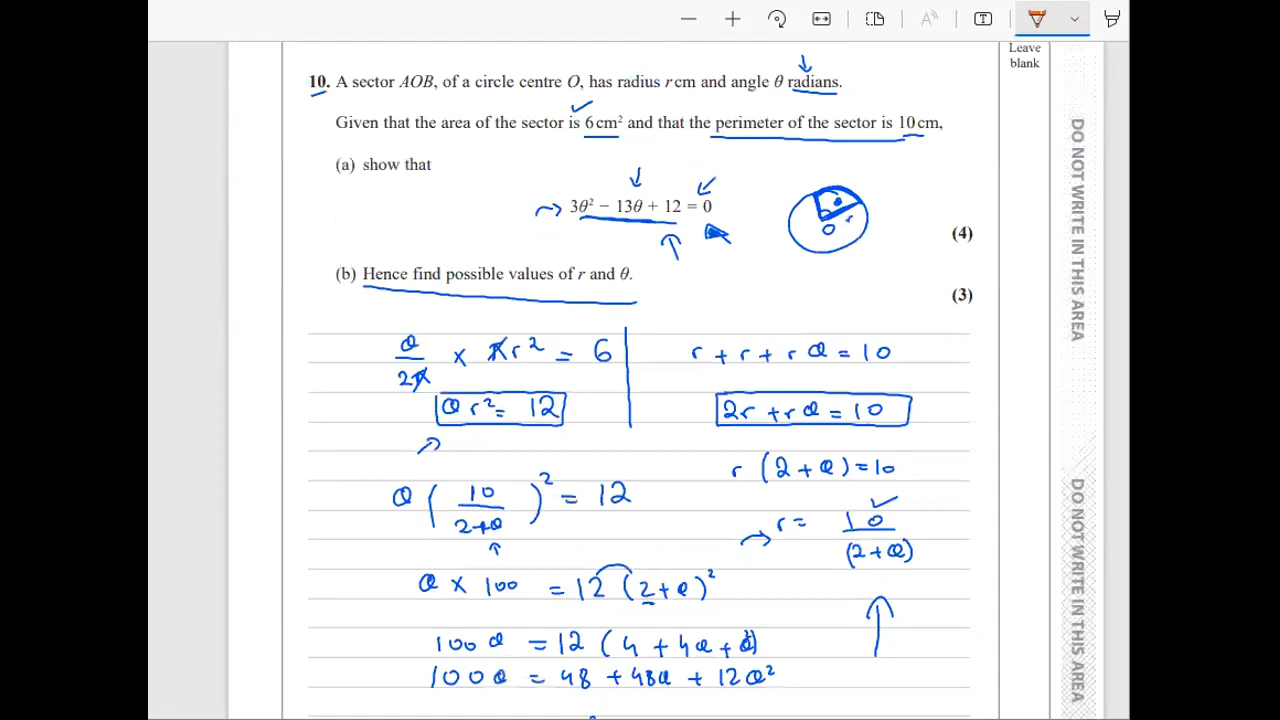 Leave
blank
10. A sector AOB, of a circle centre O, has radius r cm and angle θ radians.
Given that the area of the sector is 6 cm² and that the perimeter of the sector is 10 cm,
(a) show that
3θ² − 13θ + 12 = 0
θ
r
O
(4)
(b) Hence find possible values of r and θ.
(3)
θ/2π × πr² = 6
r + r + rθ = 10
θr² = 12
2r + rθ = 10
r (2 + θ) = 10
θ (10/2+θ)² = 12
r = 10/(2+θ)
θ × 100 = 12 (2 + θ)²
100θ = 12 (4 + 4θ + θ²)
100θ = 48 + 48θ + 12θ²
DO NOT WRITE IN THIS AREA
DO NOT WRITE IN THIS AREA